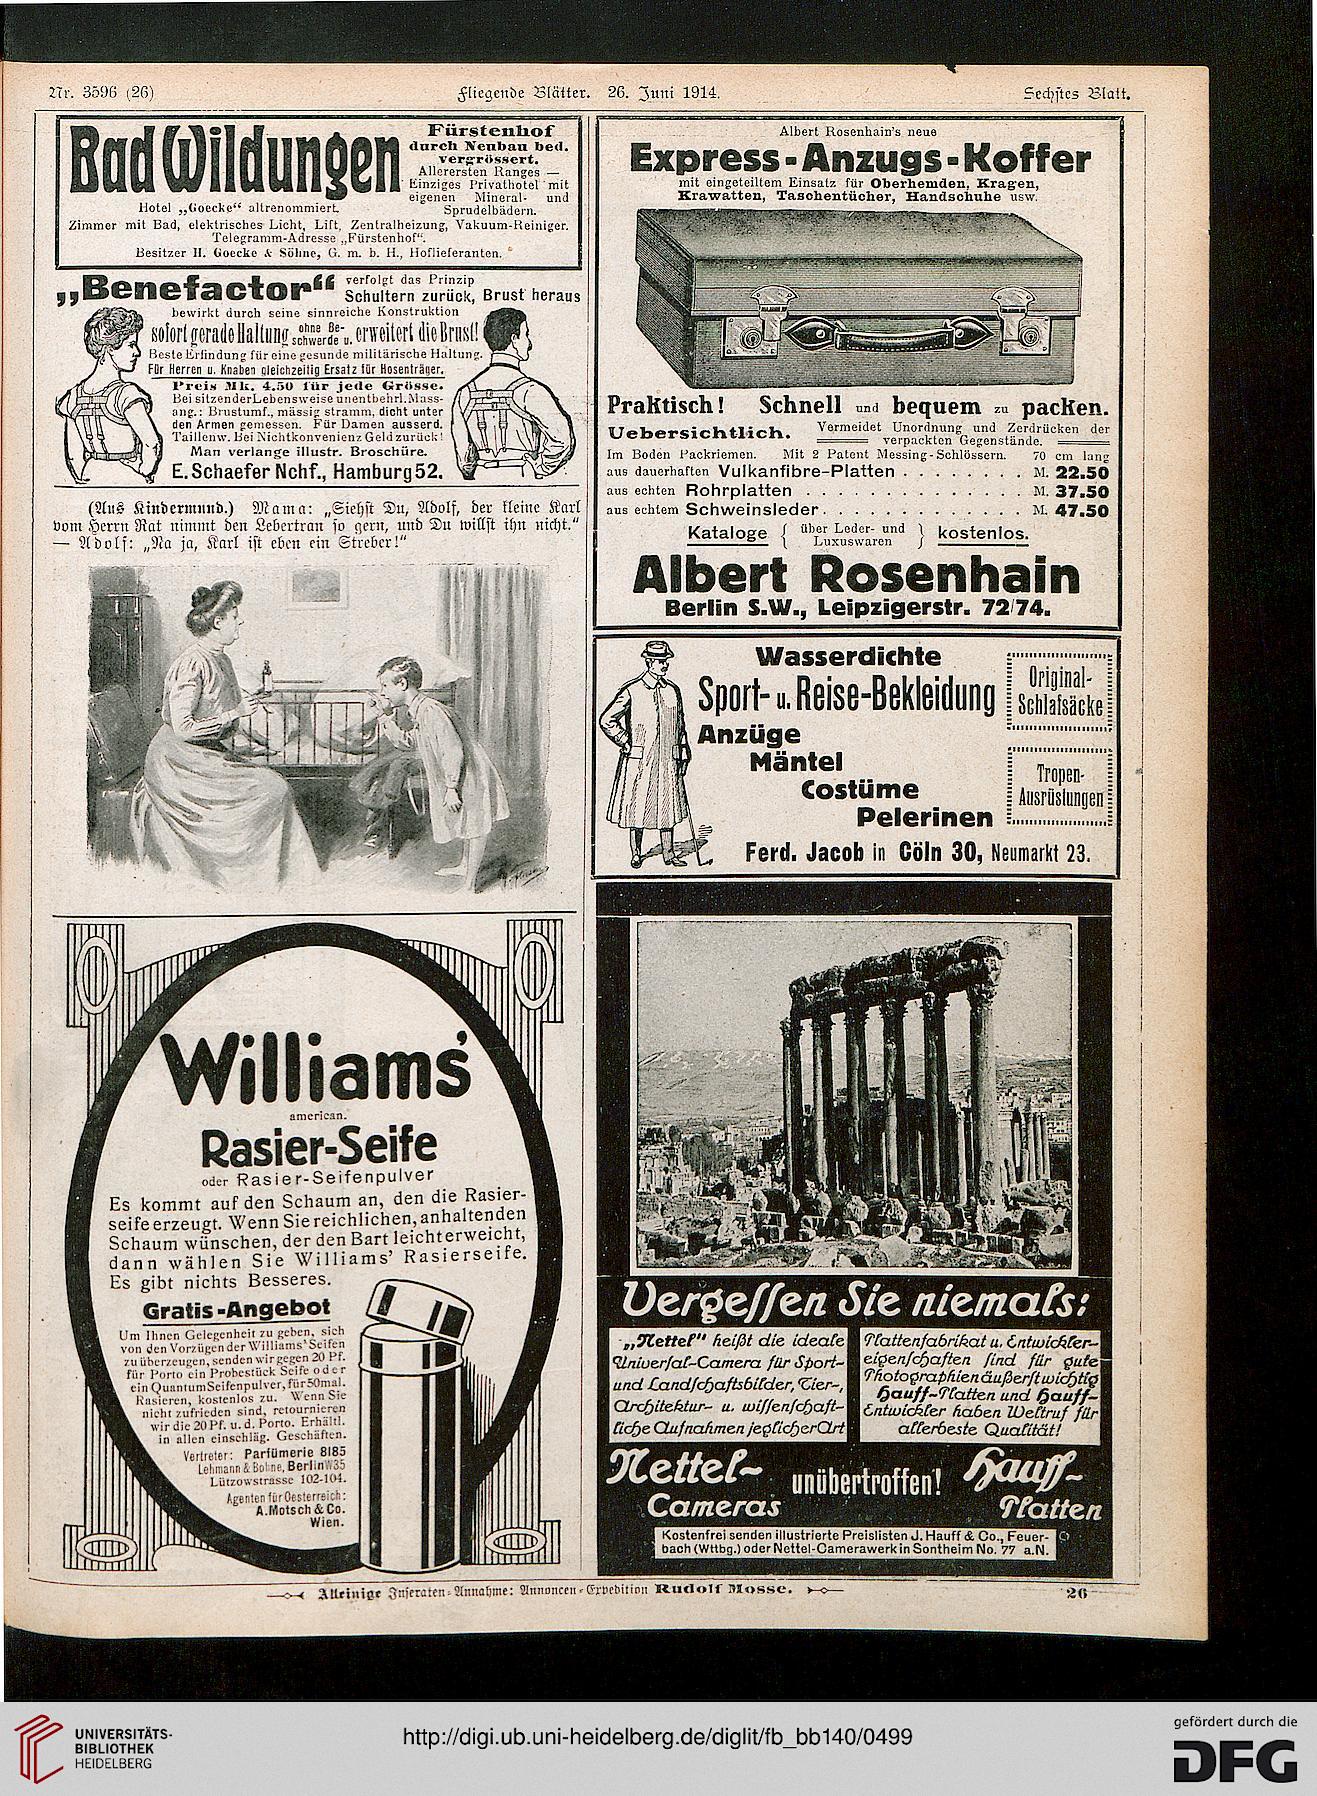 Nr. 3596 (26)
Fliegende Blätter. 26. Juni 1914.
Sechstes Blatt.
Bad Wildungen
Fürstenhof
durch Neubau bed.
vergrössert.
Allerersten Ranges —
Einziges Privathotel mit
eigenen Mineral- und
Sprudelbädern.
Hotel „Goecke“ altrenommiert.
Zimmer mit Bad, elektrisches Licht, Lift, Zentralheizung, Vakuum-Reiniger.
Telegramm-Adresse „Fürstenhof“.
Besitzer H. Goecke & Söhne, G. m. b. H., Hoflieferanten.
„Benefactor“
verfolgt das Prinzip
Schultern zurück, Brust heraus
bewirkt durch seine sinnreiche Konstruktion
sofort gerade Haltung ohne Be-schwerde u. erweitert die Brust!
Beste Erfindung für eine gesunde militärische Haltung.
Für Herren u. Knaben gleichzeitig Ersatz für Hosenträger.
Preis Mk. 4.50 für jede Grösse.
Bei sitzender Lebensweise unentbehrl. Mass-
ang.: Brustumf., mässig stramm, dicht unter
den Armen gemessen. Für Damen ausserd.
Taillenw. Bei Nichtkonvenienz Geld zurück!
Man verlange illustr. Broschüre.
E. Schaefer Nchf., Hamburg 52.
(Aus Kindermund.) Mama: „Siehst Du, Adolf, der kleine Karl
vom Herrn Rat nimmt den Lebertran so gern, und Du willst ihn nicht.“
— Adolf: „Na ja, Karl ist eben ein Streber!“
Williams'
american.
Rasier-Seife
oder Rasier-Seifenpulver
Es kommt auf den Schaum an, den die Rasier-
seife erzeugt. Wenn Sie reichlichen, anhaltenden
Schaum wünschen, der den Bart leicht erweicht,
dann wählen Sie Williams' Rasierseife.
Es gibt nichts Besseres.
Gratis-Angebot
Um Ihnen Gelegenheit zu geben, sich
von den Vorzügen der Williams' Seifen
zu überzeugen, senden wir gegen 20 Pf.
für Porto ein Probestück Seife oder
ein Quantum Seifenpulver, für 50mal.
Rasieren, kostenlos zu. Wenn Sie
nicht zufrieden sind, retournieren
wir die 20 Pf. u. d. Porto. Erhältl.
in allen einschläg. Geschäften.
Vertreter: Parfümerie 8185
Lehmann & Bohne, Berlin W35
Lützowstrasse 102-104.
Agenten für Oesterreich:
A. Motsch & Co.
Wien.
Albert Rosenhain's neue
Express-Anzugs-Koffer
mit eingeteiltem Einsatz für Oberhemden, Kragen,
Krawatten, Taschentücher, Handschuhe usw.
Praktisch! Schnell und bequem zu packen.
Uebersichtlich.
Vermeidet Unordnung und Zerdrücken der
verpackten Gegenstände.
Im Boden Packriemen. Mit 2 Patent Messing-Schlössern. 70 cm lang
aus dauerhaften Vulkanfibre-Platten . . . . . . . M. 22.50
aus echten Rohrplatten . . . . . . . . . . . . . M. 37.50
aus echtem Schweinsleder . . . . . . . . . . . . M. 47.50
Kataloge { über Leder- und Luxuswaren } kostenlos.
Albert Rosenhain
Berlin S.W., Leipzigerstr. 72/74.
Wasserdichte
Sport- u. Reise-Bekleidung
Anzüge
Mäntel
Costüme
Pelerinen
Original-
Schlafsäcke
Tropen-
Ausrüstungen
Ferd. Jacob in Cöln 30, Neumarkt 23.
Vergessen Sie niemals:
„Nettel“ heißt die ideale
Universal-Camera für Sport-
und Landschaftsbilder, Tier-,
Architektur- u. wissenschaft-
liche Aufnahmen jeglicher Art
Plattenfabrikat u. Entwickler-
eigenschaften sind für gute
Photographien äußerst wichtig
Hauff-Platten und Hauff-
Entwickler haben Weltruf für
allerbeste Qualität!
Nettel-
Cameras
unübertroffen!
Hauff-
Platten
Kostenfrei senden illustrierte Preislisten J. Hauff & Co., Feuer-
bach (Wttbg.) oder Nettel-Camerawerk in Sontheim No. 77 a.N.
Alleinige Inseraten-Annahme: Annoncen-Expedition Rudolf Mosse.
26
UNIVERSITÄTS-
BIBLIOTHEK
HEIDELBERG
http://digi.ub.uni-heidelberg.de/diglit/fb_bb140/0499
gefördert durch die
DFG